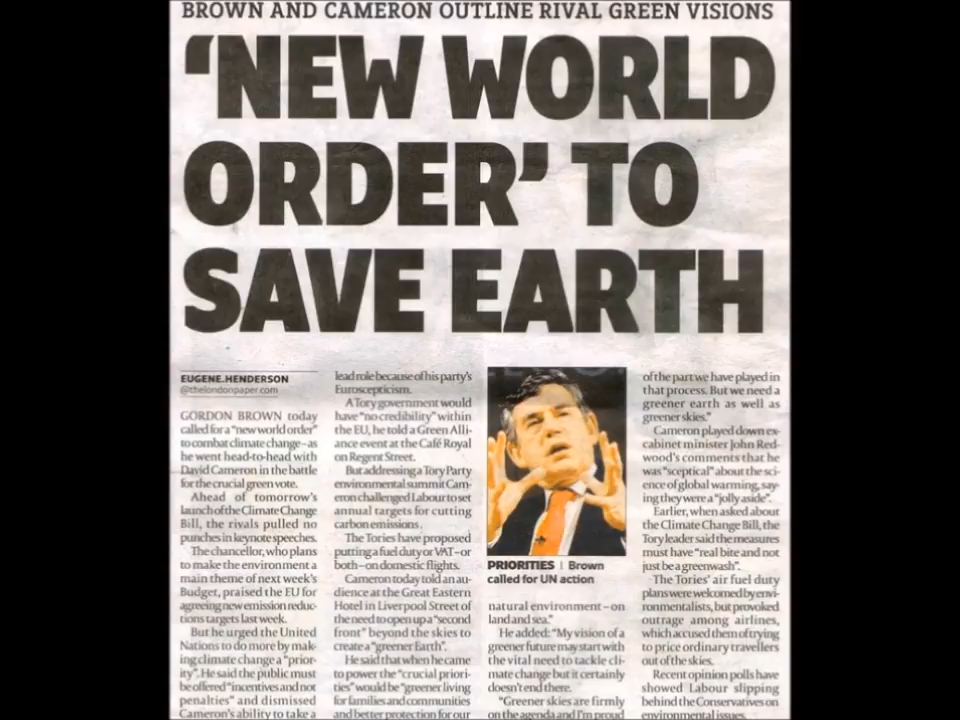 BROWN AND CAMERON OUTLINE RIVAL GREEN VISIONS
‘NEW WORLD
ORDER’ TO
SAVE EARTH
EUGENE.HENDERSON
@thelondonpaper.com
GORDON BROWN today
called for a “new world order”
to combat climate change – as
he went head-to-head with
David Cameron in the battle
for the crucial green vote.
Ahead of tomorrow’s
launch of the Climate Change
Bill, the rivals pulled no
punches in keynote speeches.
The chancellor, who plans
to make the environment a
main theme of next week’s
Budget, praised the EU for
agreeing new emission reduc-
tions targets last week.
But he urged the United
Nations to do more by mak-
ing climate change a “prior-
ity”. He said the public must
be offered “incentives and not
penalties” and dismissed
Cameron’s ability to take a
lead role because of his party’s
Euroscepticism.
A Tory government would
have “no credibility” within
the EU, he told a Green Alli-
ance event at the Café Royal
on Regent Street.
But addressing a Tory Party
environmental summit Cam-
eron challenged Labour to set
annual targets for cutting
carbon emissions.
The Tories have proposed
putting a fuel duty or VAT – or
both – on domestic flights.
Cameron today told an au-
dience at the Great Eastern
Hotel in Liverpool Street of
the need to open up a “second
front” beyond the skies to
create a “greener Earth”.
He said that when he came
to power the “crucial priori-
ties” would be “greener living
for families and communities
and better protection for our
PRIORITIES | Brown
called for UN action
natural environment – on
land and sea.”
He added: “My vision of a
greener future may start with
the vital need to tackle cli-
mate change but it certainly
doesn’t end there.
“Greener skies are firmly
on the agenda and I’m proud
of the part we have played in
that process. But we need a
greener earth as well as
greener skies.”
Cameron played down ex-
cabinet minister John Red-
wood’s comments that he
was “sceptical” about the sci-
ence of global warming, say-
ing they were a “jolly aside”.
Earlier, when asked about
the Climate Change Bill, the
Tory leader said the measures
must have “real bite and not
just be a greenwash”.
The Tories’ air fuel duty
plans were welcomed by envi-
ronmentalists, but provoked
outrage among airlines,
which accused them of trying
to price ordinary travellers
out of the skies.
Recent opinion polls have
showed Labour slipping
behind the Conservatives on
environmental issues.